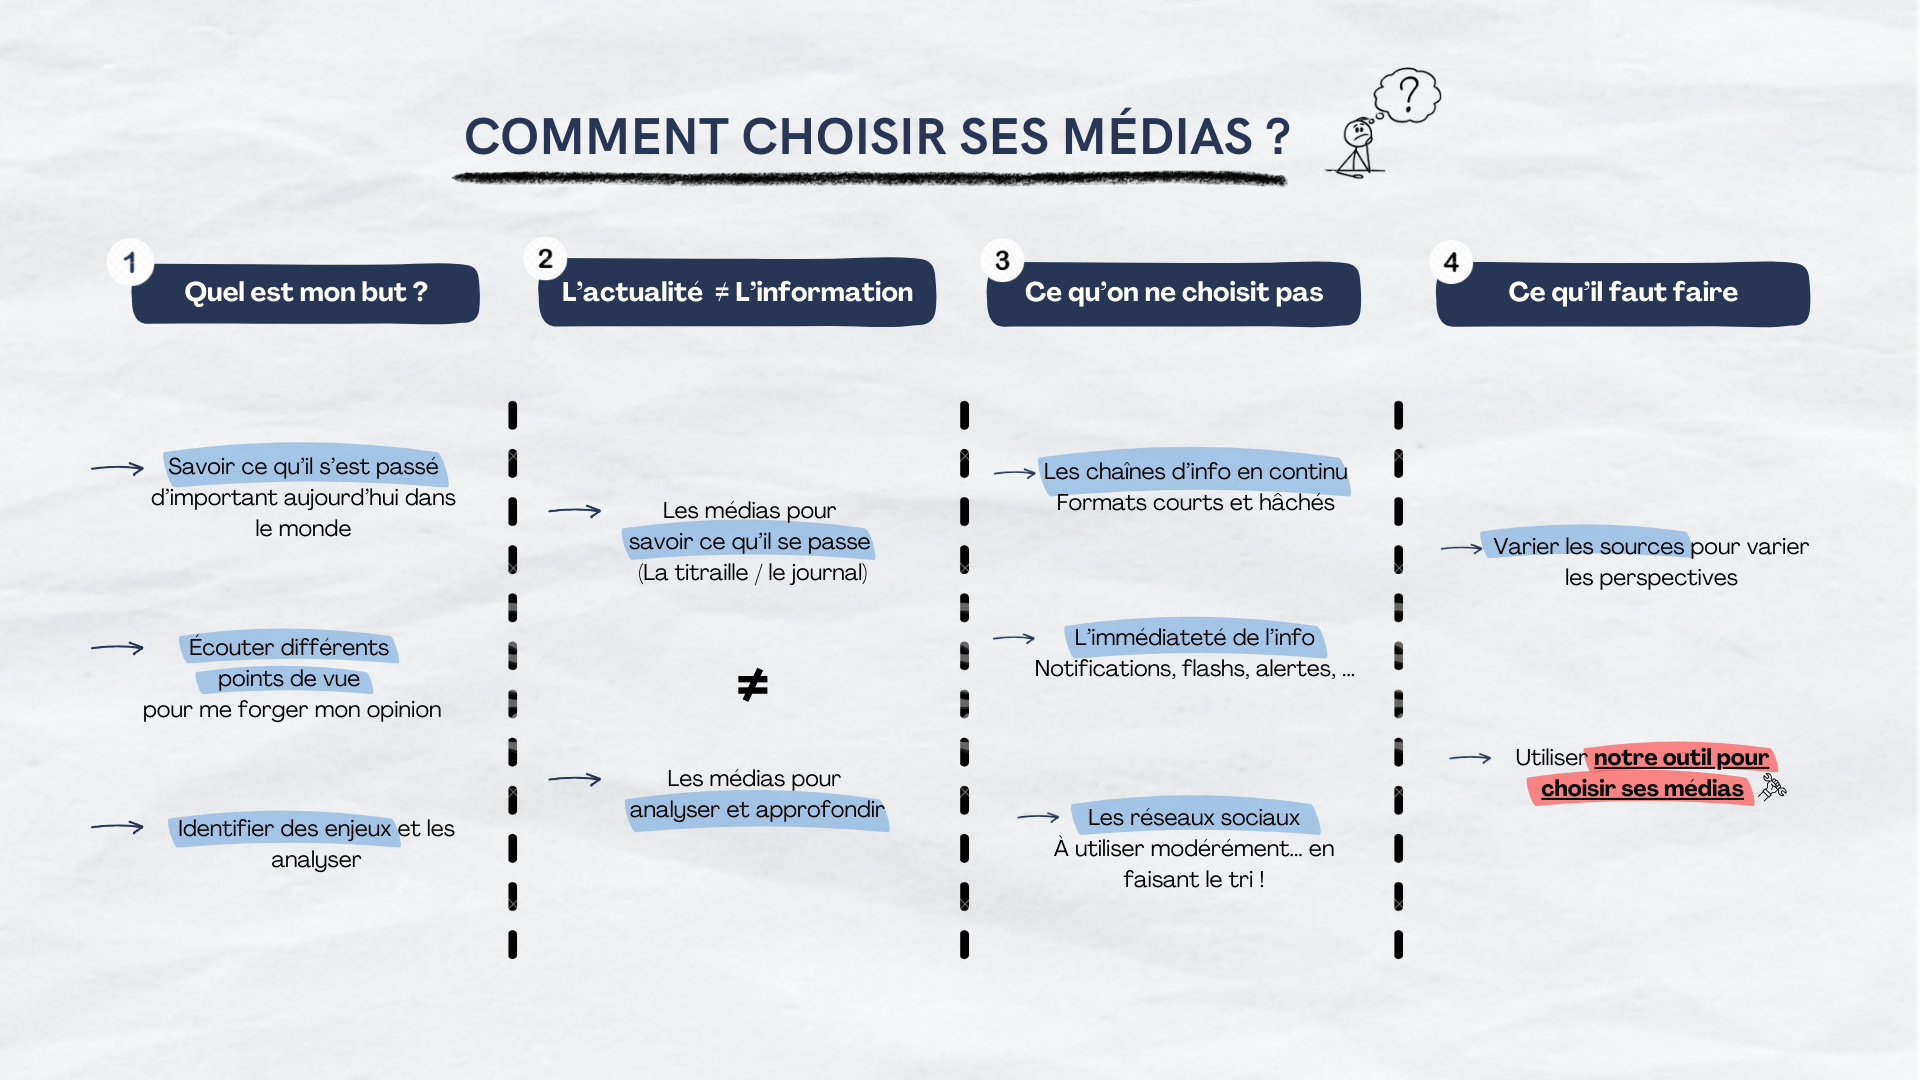 COMMENT CHOISIR SES MÉDIAS ?
?
1
Quel est mon but ?
Savoir ce qu'il s'est passé
d'important aujourd'hui dans
le monde
Écouter différents
points de vue
pour me forger mon opinion
Identifier des enjeux et les
analyser
2
L'actualité ≠ L'information
Les médias pour
savoir ce qu'il se passe
(La titraille / le journal)
≠
Les médias pour
analyser et approfondir
3
Ce qu'on ne choisit pas
Les chaînes d'info en continu
Formats courts et hâchés
L'immédiateté de l'info
Notifications, flashs, alertes, ...
Les réseaux sociaux
À utiliser modérément... en
faisant le tri !
4
Ce qu'il faut faire
Varier les sources pour varier
les perspectives
Utiliser notre outil pour
choisir ses médias